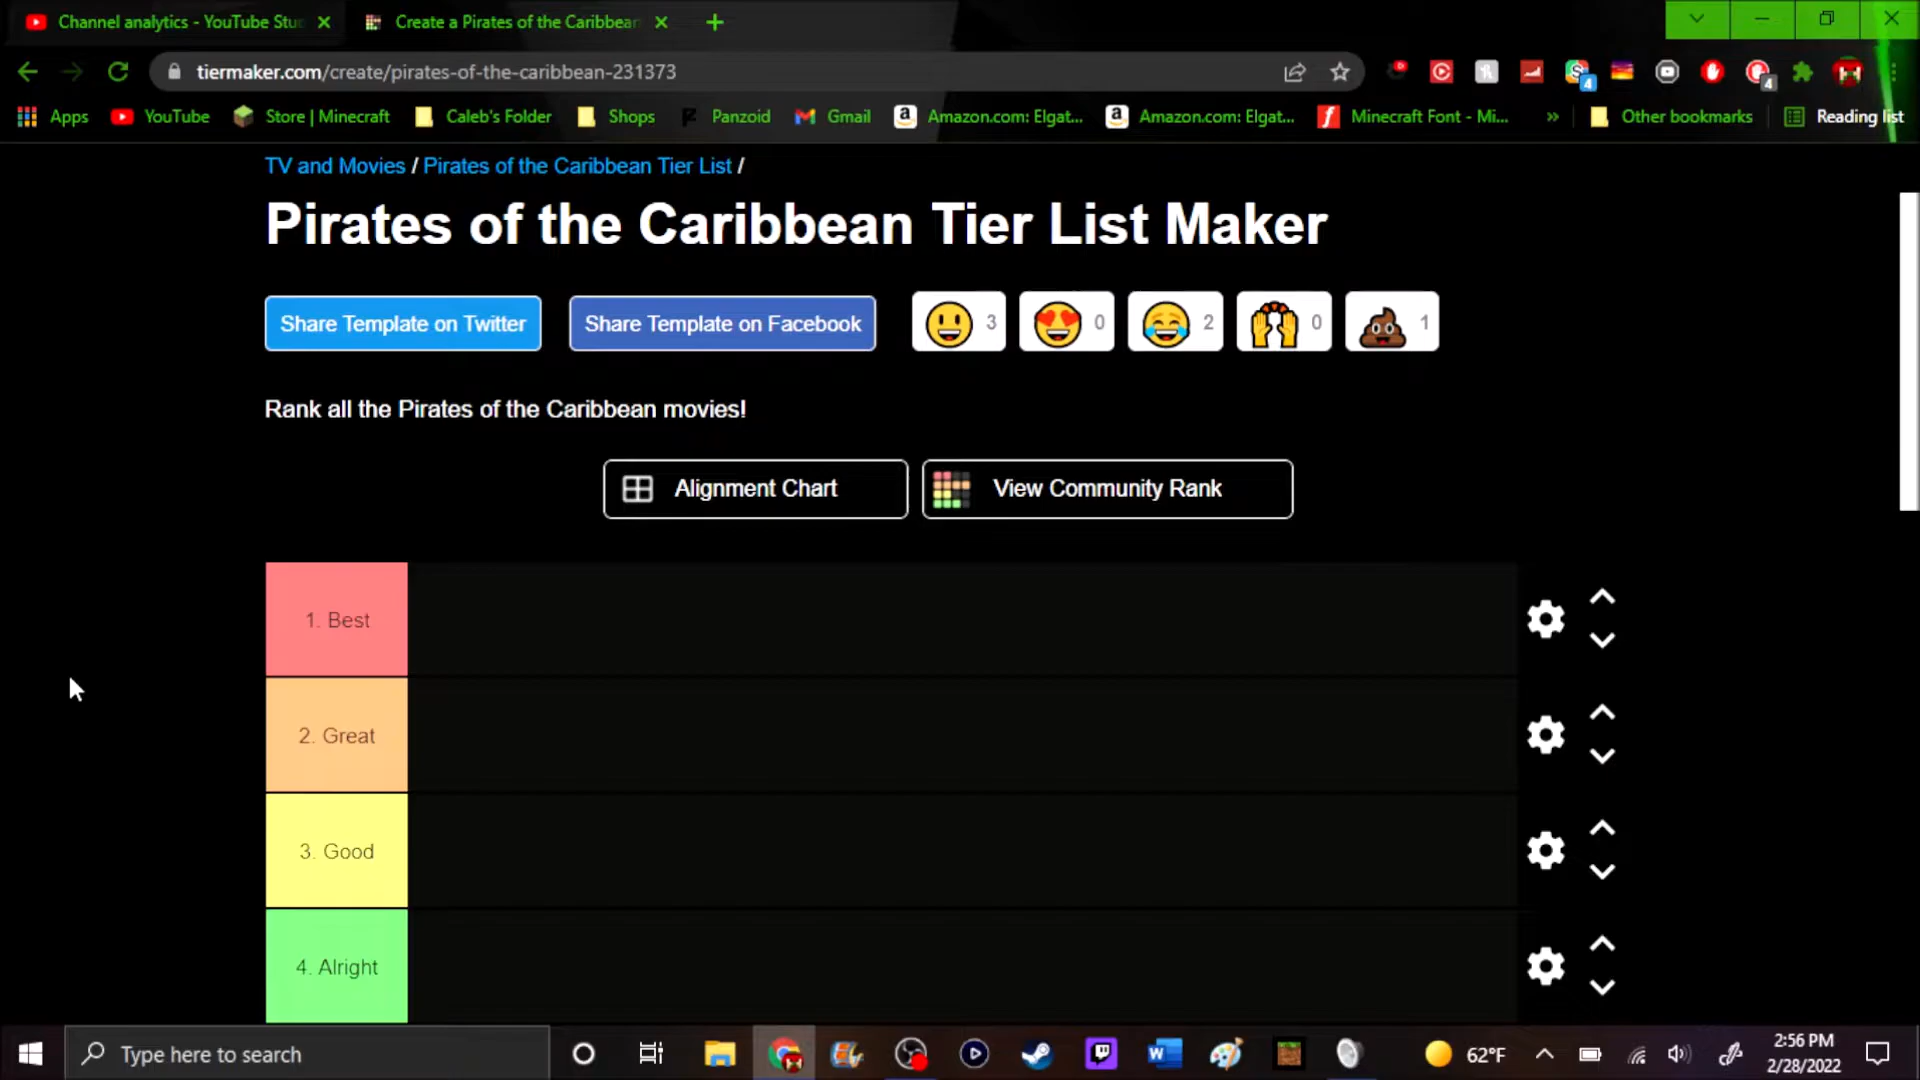 Channel analytics - YouTube Stu
Create a Pirates of the Caribbean
tiermaker.com/create/pirates-of-the-caribbean-231373
4
4
Apps
YouTube
Store | Minecraft
Caleb's Folder
Shops
Panzoid
Gmail
Amazon.com: Elgat...
Amazon.com: Elgat...
Minecraft Font - Mi...
»
Other bookmarks
Reading list
TV and Movies / Pirates of the Caribbean Tier List /
Pirates of the Caribbean Tier List Maker
Share Template on Twitter
Share Template on Facebook
3
0
2
0
1
Rank all the Pirates of the Caribbean movies!
Alignment Chart
View Community Rank
1. Best
2. Great
3. Good
4. Alright
Type here to search
62°F
2:56 PM
2/28/2022